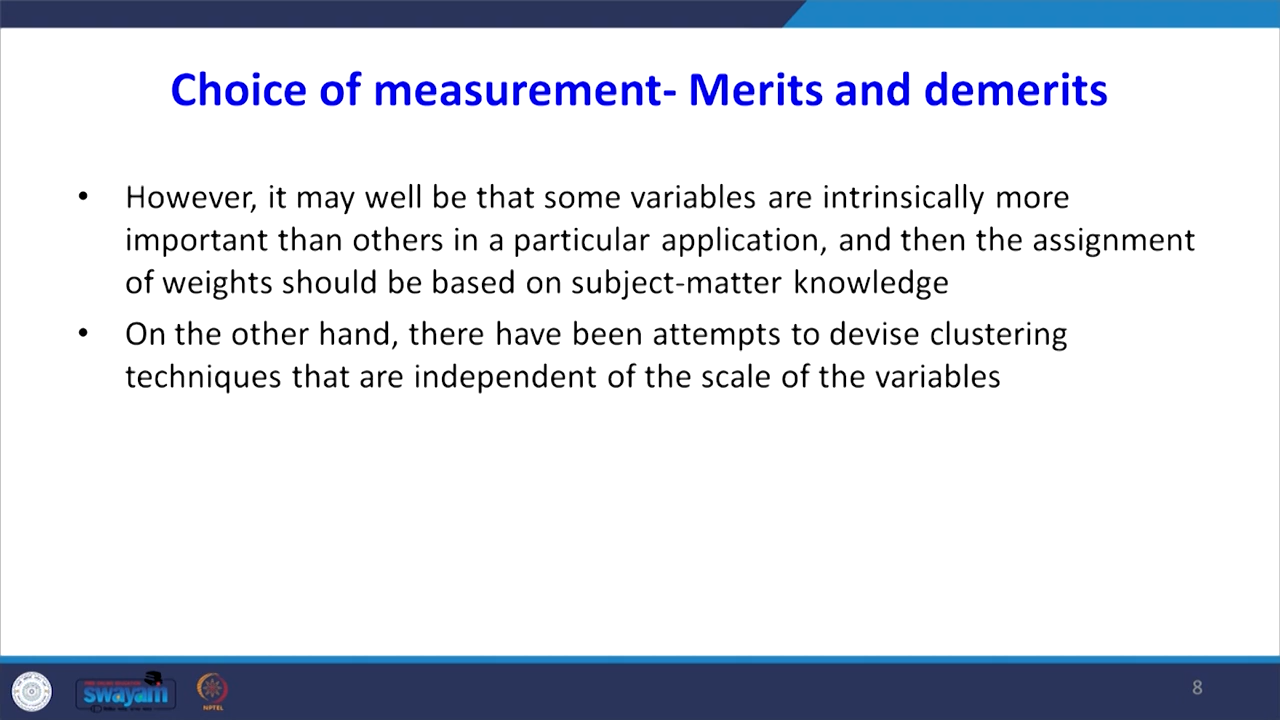 Choice of measurement- Merits and demerits
• However, it may well be that some variables are intrinsically more
important than others in a particular application, and then the assignment
of weights should be based on subject-matter knowledge
• On the other hand, there have been attempts to devise clustering
techniques that are independent of the scale of the variables
swayam
NPTEL
8